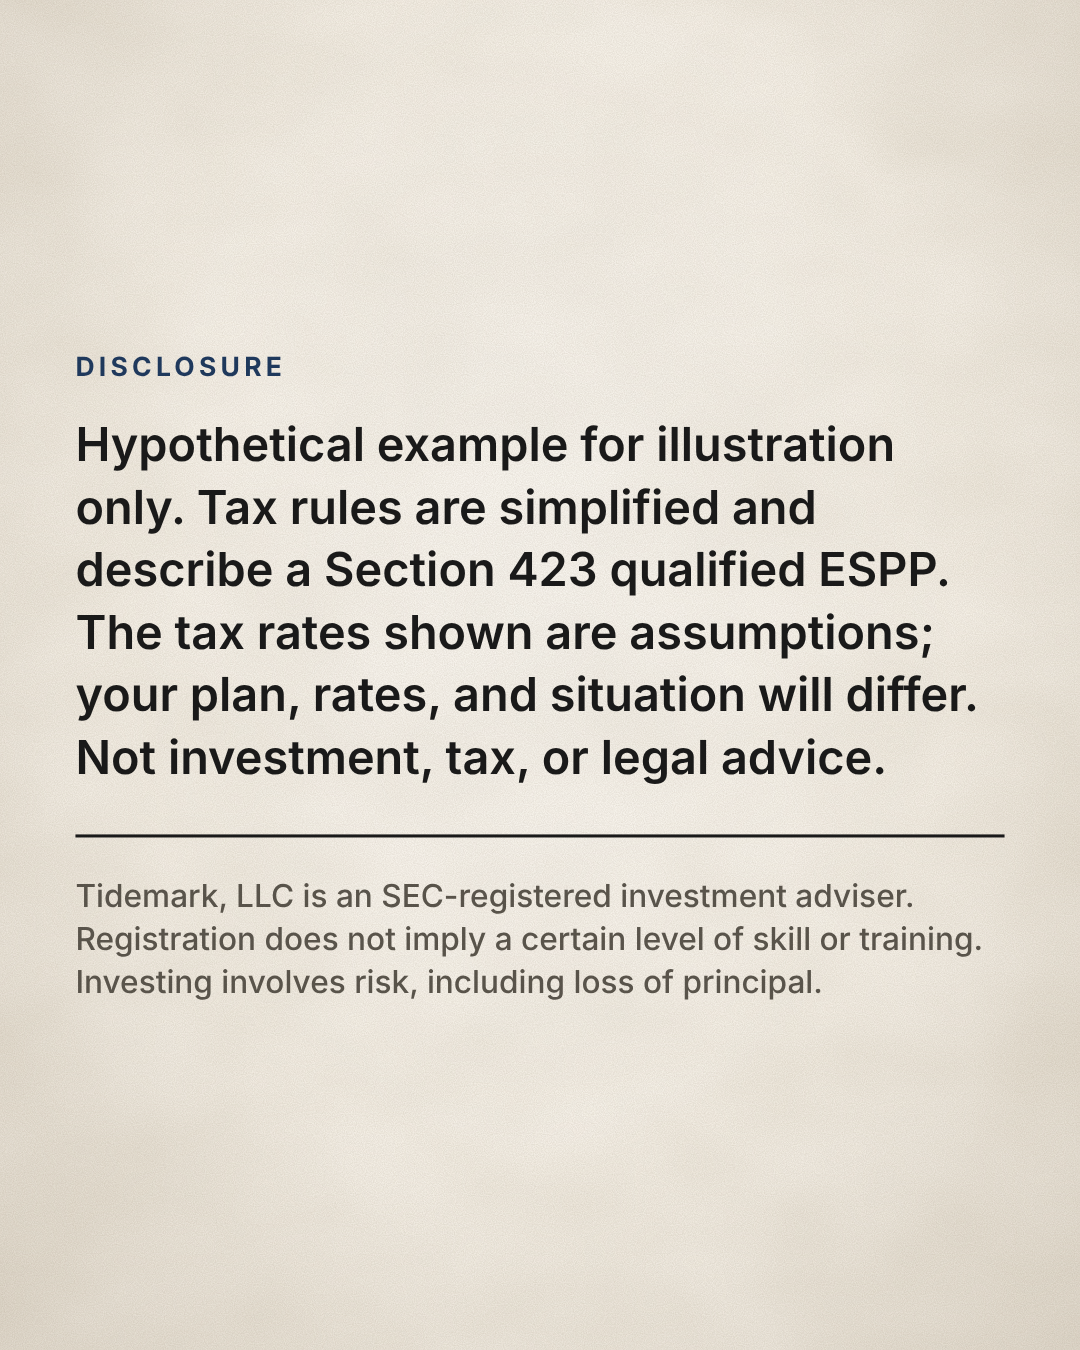 DISCLOSURE
Hypothetical example for illustration
only. Tax rules are simplified and
describe a Section 423 qualified ESPP.
The tax rates shown are assumptions;
your plan, rates, and situation will differ.
Not investment, tax, or legal advice.
Tidemark, LLC is an SEC-registered investment adviser.
Registration does not imply a certain level of skill or training.
Investing involves risk, including loss of principal.